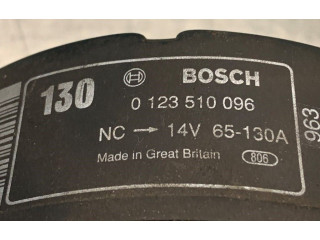 130 BOSCH
0 123 510 096
NC → 14V 65-130A
Made in Great Britain 806
963